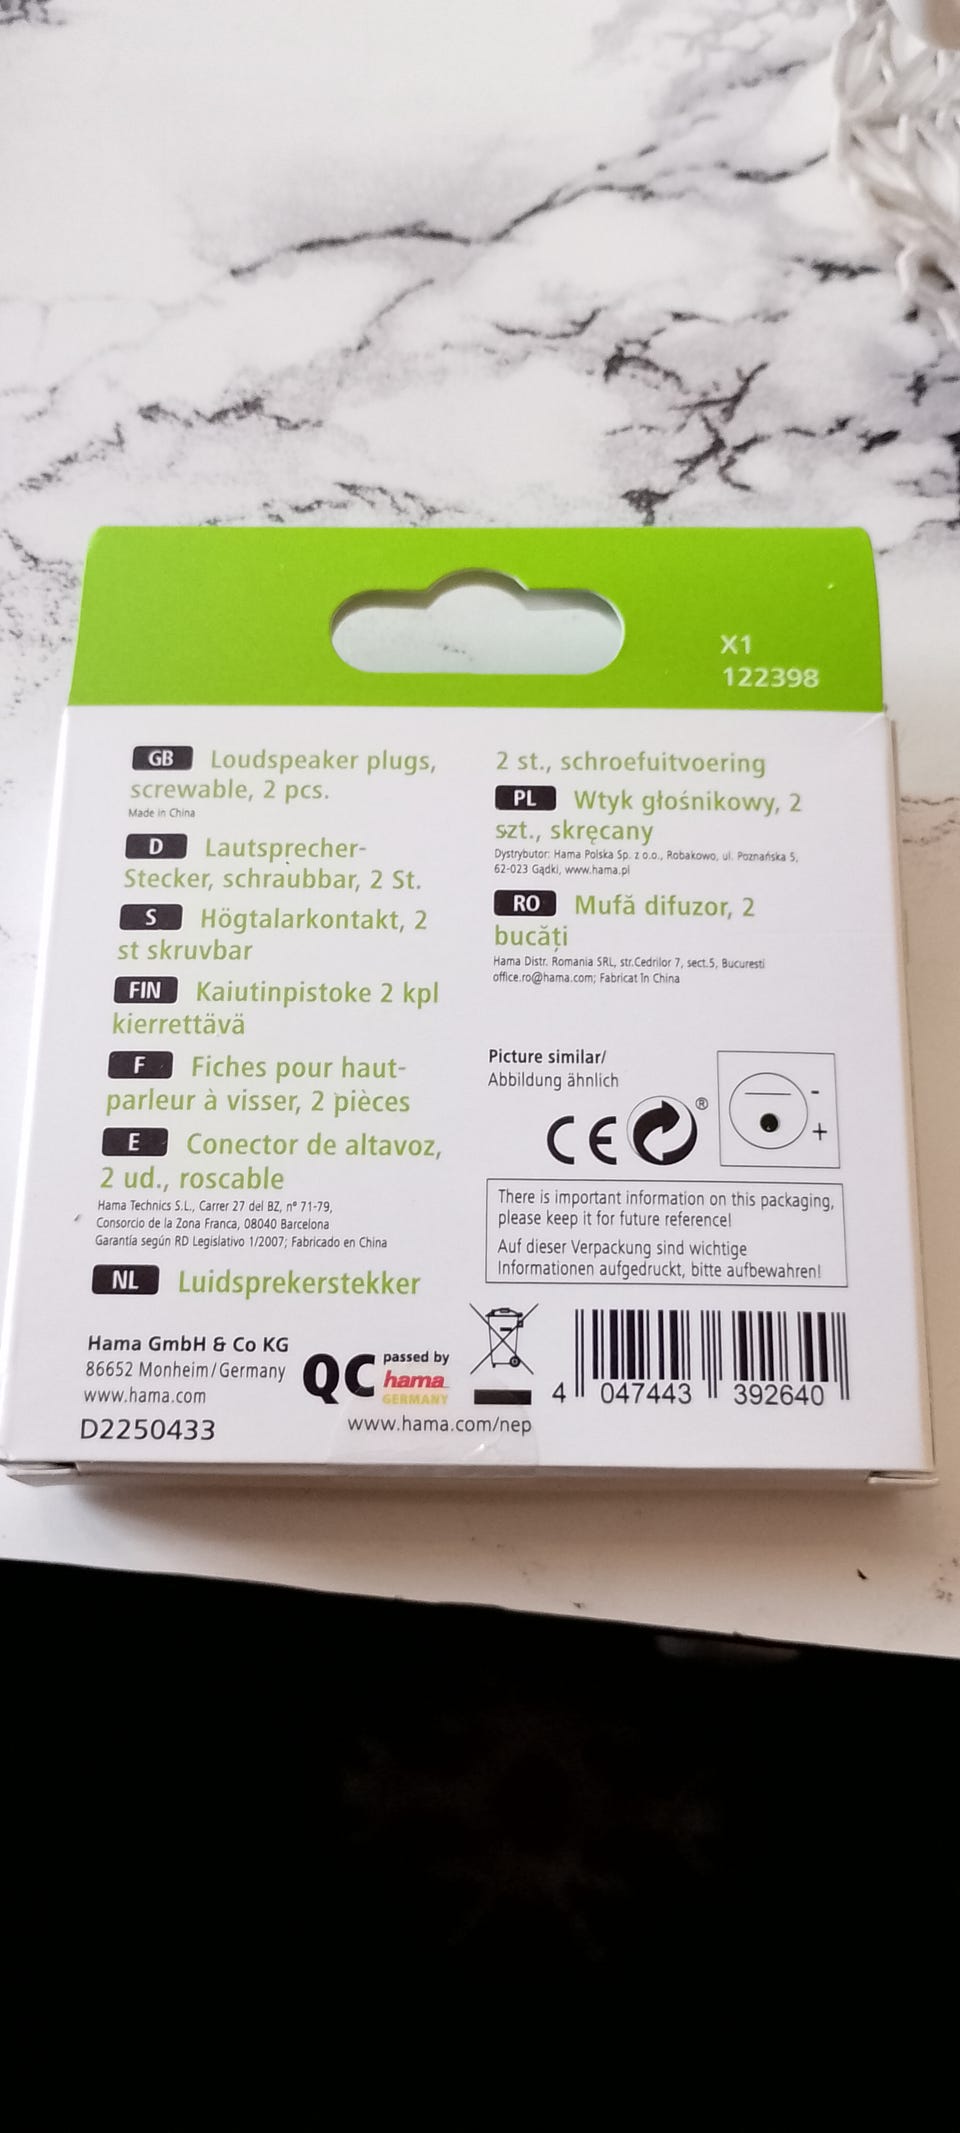 X1
122398
GB Loudspeaker plugs,
screwable, 2 pcs.
Made in China
D Lautsprecher-
Stecker, schraubbar, 2 St.
S Högtalarkontakt, 2
st skruvbar
FIN Kaiutinpistoke 2 kpl
kierrettävä
F Fiches pour haut-
parleur à visser, 2 pièces
E Conector de altavoz,
2 ud., roscable
Hama Technics S.L., Carrer 27 del BZ, nº 71-79,
Consorcio de la Zona Franca, 08040 Barcelona
Garantía según RD Legislativo 1/2007; Fabricado en China
NL Luidsprekerstekker
2 st., schroefuitvoering
PL Wtyk głośnikowy, 2
szt., skręcany
Dystrybutor: Hama Polska Sp. z o.o., Robakowo, ul. Poznańska 5,
62-023 Gądki, www.hama.pl
RO Mufă difuzor, 2
bucăți
Hama Distr. Romania SRL, str.Cedrilor 7, sect.5, Bucuresti
office.ro@hama.com; Fabricat în China
Picture similar/
Abbildung ähnlich
CE
®
-
+
There is important information on this packaging,
please keep it for future reference!
Auf dieser Verpackung sind wichtige
Informationen aufgedruckt, bitte aufbewahren!
Hama GmbH & Co KG
86652 Monheim/Germany
www.hama.com
D2250433
QC passed by
hama
GERMANY
www.hama.com/nep
4 047443 392640